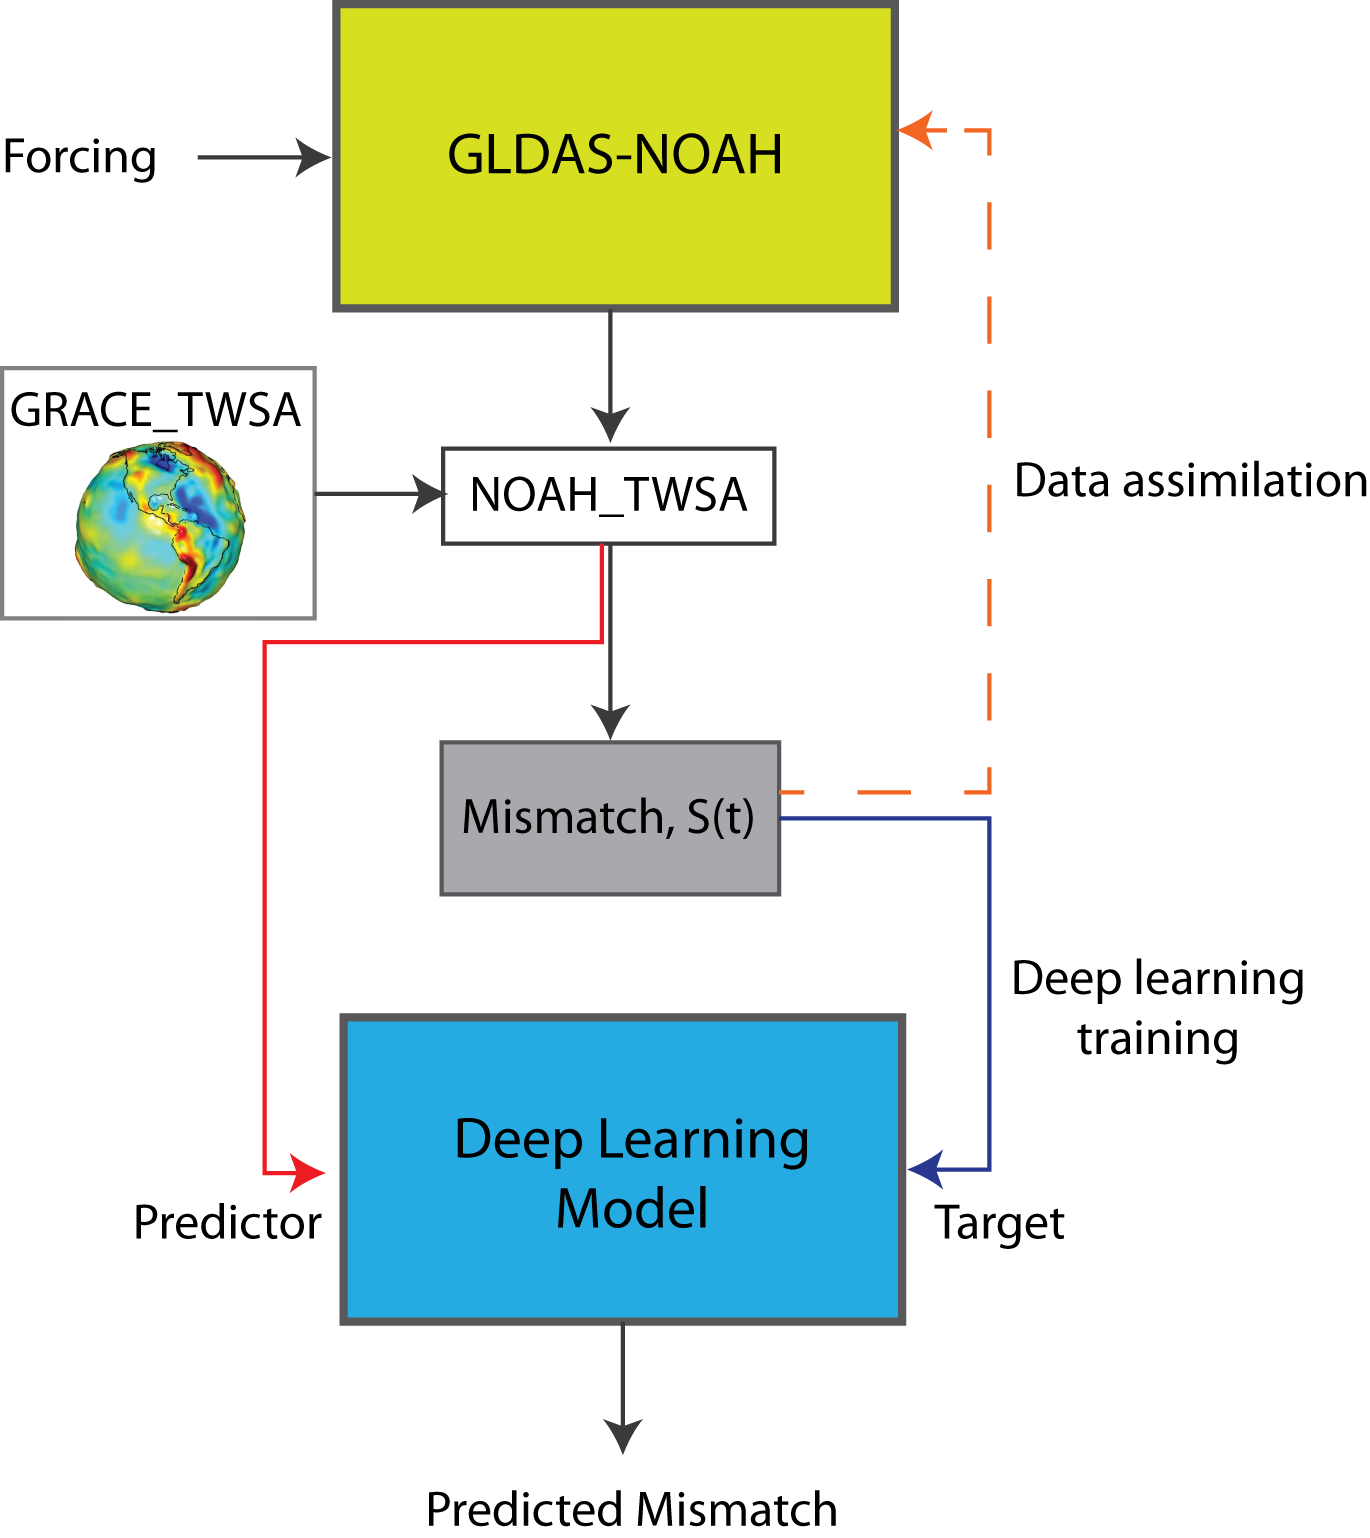 GLDAS-NOAH
Forcing
GRACE_TWSA
NOAH_TWSA
Data assimilation
Mismatch, S(t)
Deep learning
training
Deep Learning
Model
Predictor
Target
Predicted Mismatch